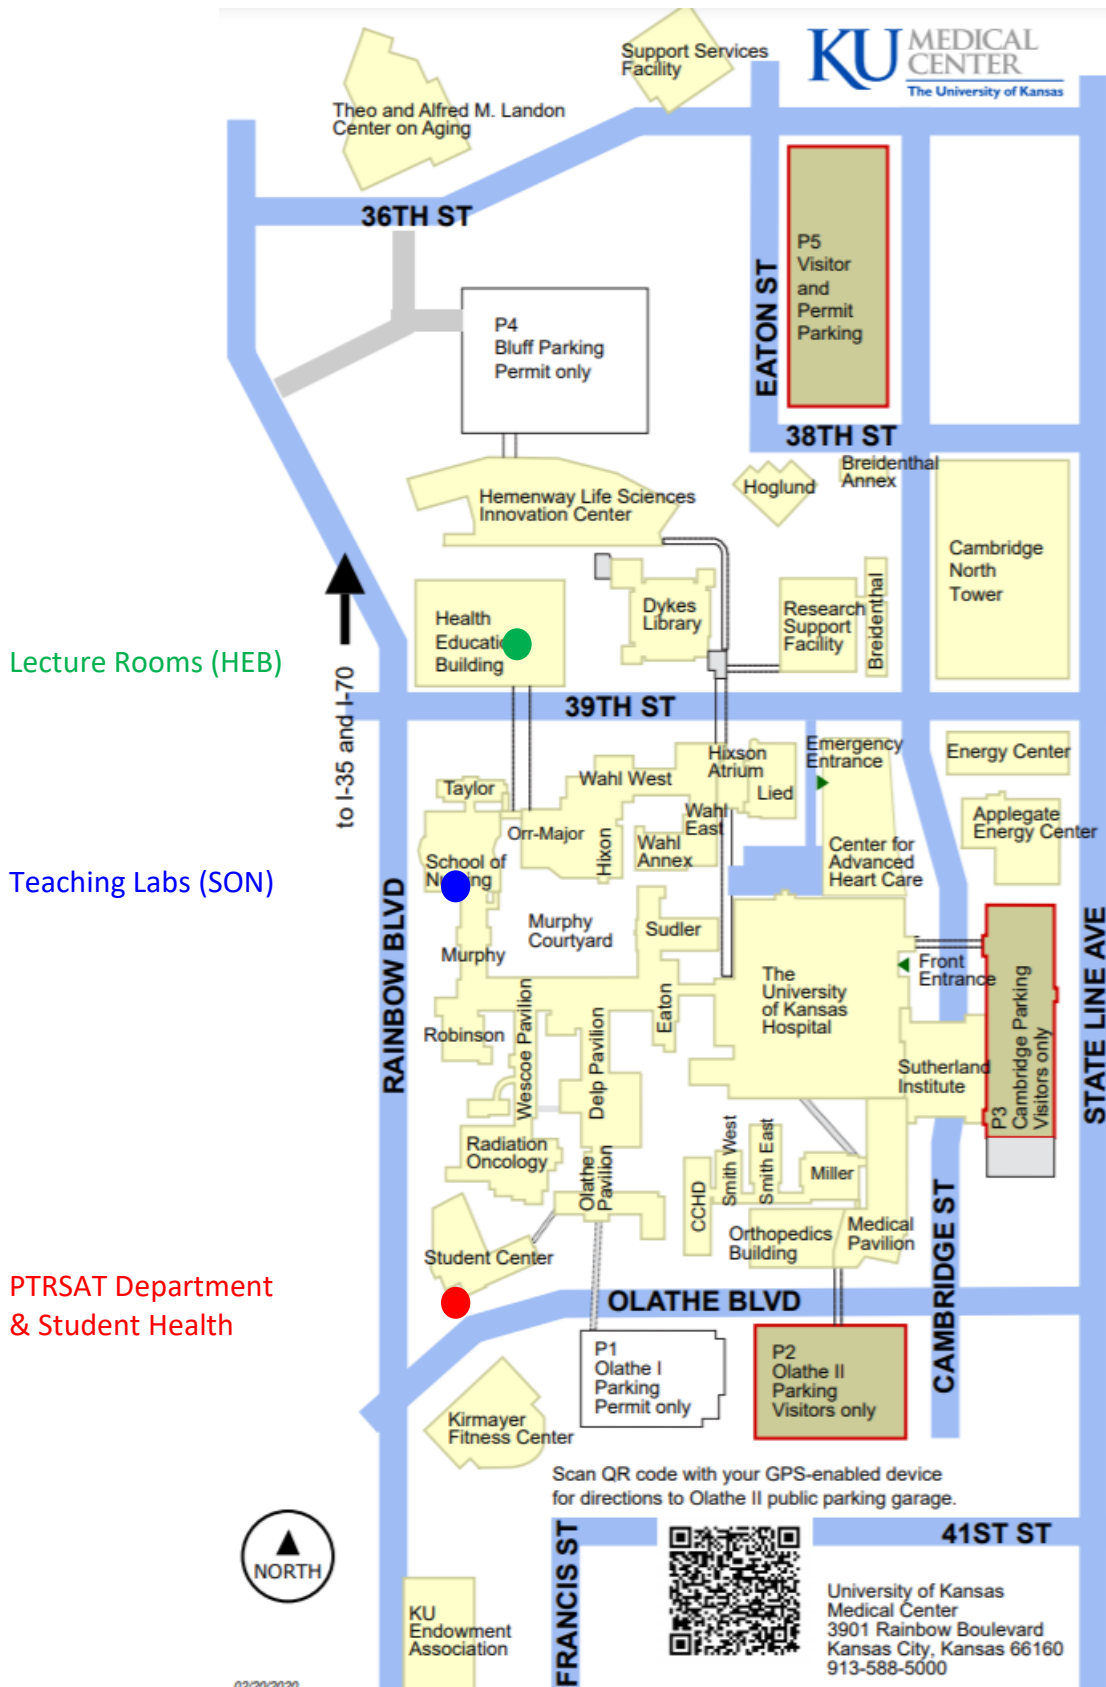 KU MEDICAL
CENTER
The University of Kansas
Support Services
Facility
Theo and Alfred M. Landon
Center on Aging
36TH ST
P5
Visitor
and
Permit
Parking
EATON ST
P4
Bluff Parking
Permit only
38TH ST
Breidenthal
Annex
Hoglund
Hemenway Life Sciences
Innovation Center
Cambridge
North
Tower
Dykes
Library
Research
Support
Facility
Breidenthal
Health
Education
Building
Lecture Rooms (HEB)
to I-35 and I-70
39TH ST
Emergency
Entrance
Energy Center
Hixson
Atrium
Wahl West
Lied
Taylor
Wahl
East
Applegate
Energy Center
Orr-Major
Hixon
Wahl
Annex
Center for
Advanced
Heart Care
School of
Nursing
Teaching Labs (SON)
RAINBOW BLVD
Murphy
Courtyard
Sudler
Murphy
Front
Entrance
STATE LINE AVE
The
University
of Kansas
Hospital
Eaton
Robinson
Wescoe Pavilion
Delp Pavilion
Sutherland
Institute
P3
Cambridge Parking
Visitors only
Radiation
Oncology
Olathe
Pavilion
CCHD
Smith West
Smith East
Miller
Orthopedics
Building
Medical
Pavilion
Student Center
CAMBRIDGE ST
PTRSAT Department
& Student Health
OLATHE BLVD
P1
Olathe I
Parking
Permit only
P2
Olathe II
Parking
Visitors only
Kirmayer
Fitness Center
Scan QR code with your GPS-enabled device
for directions to Olathe II public parking garage.
NORTH
FRANCIS ST
41ST ST
KU
Endowment
Association
University of Kansas
Medical Center
3901 Rainbow Boulevard
Kansas City, Kansas 66160
913-588-5000